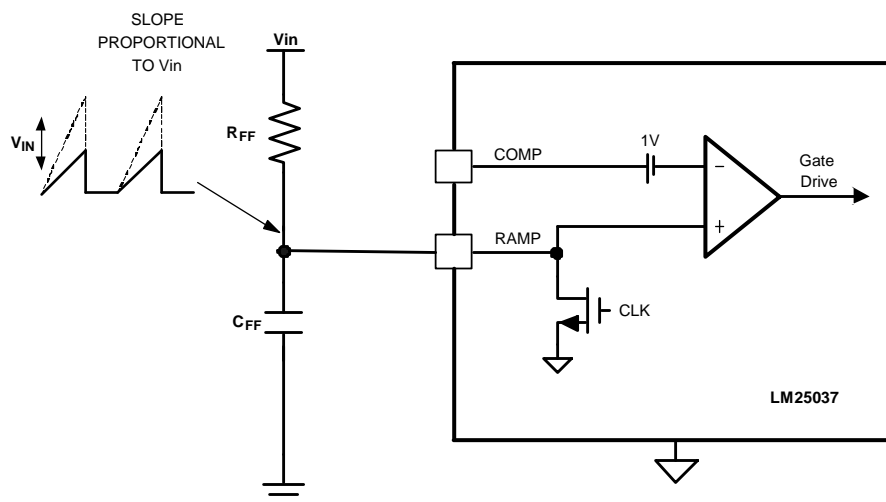 SLOPE
PROPORTIONAL
TO Vin
Vin
VIN
RFF
CFF
COMP
1V
Gate
Drive
RAMP
CLK
LM25037